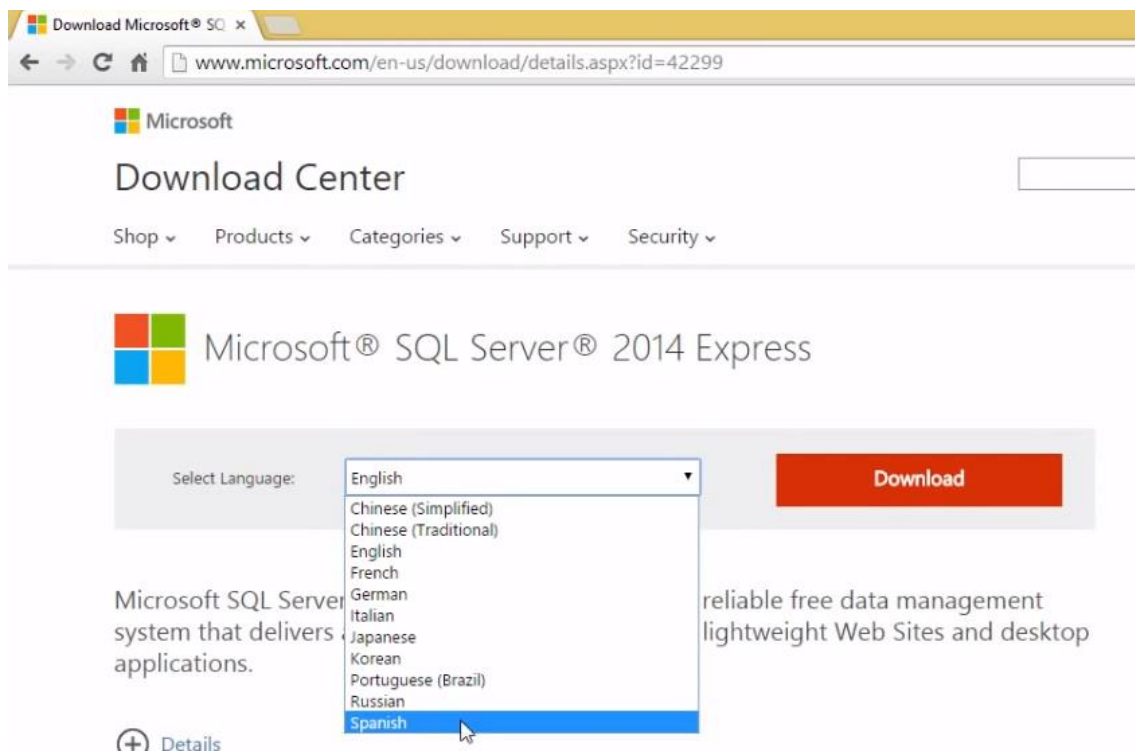 Download Microsoft® SQ ×
www.microsoft.com/en-us/download/details.aspx?id=42299
Microsoft
Download Center
Shop Products Categories Support Security
Microsoft® SQL Server® 2014 Express
Select Language: English Download
Chinese (Simplified)
Chinese (Traditional)
English
French
German
Italian
Japanese
Korean
Portuguese (Brazil)
Russian
Spanish
Microsoft SQL Server reliable free data management
system that delivers lightweight Web Sites and desktop
applications.
Details